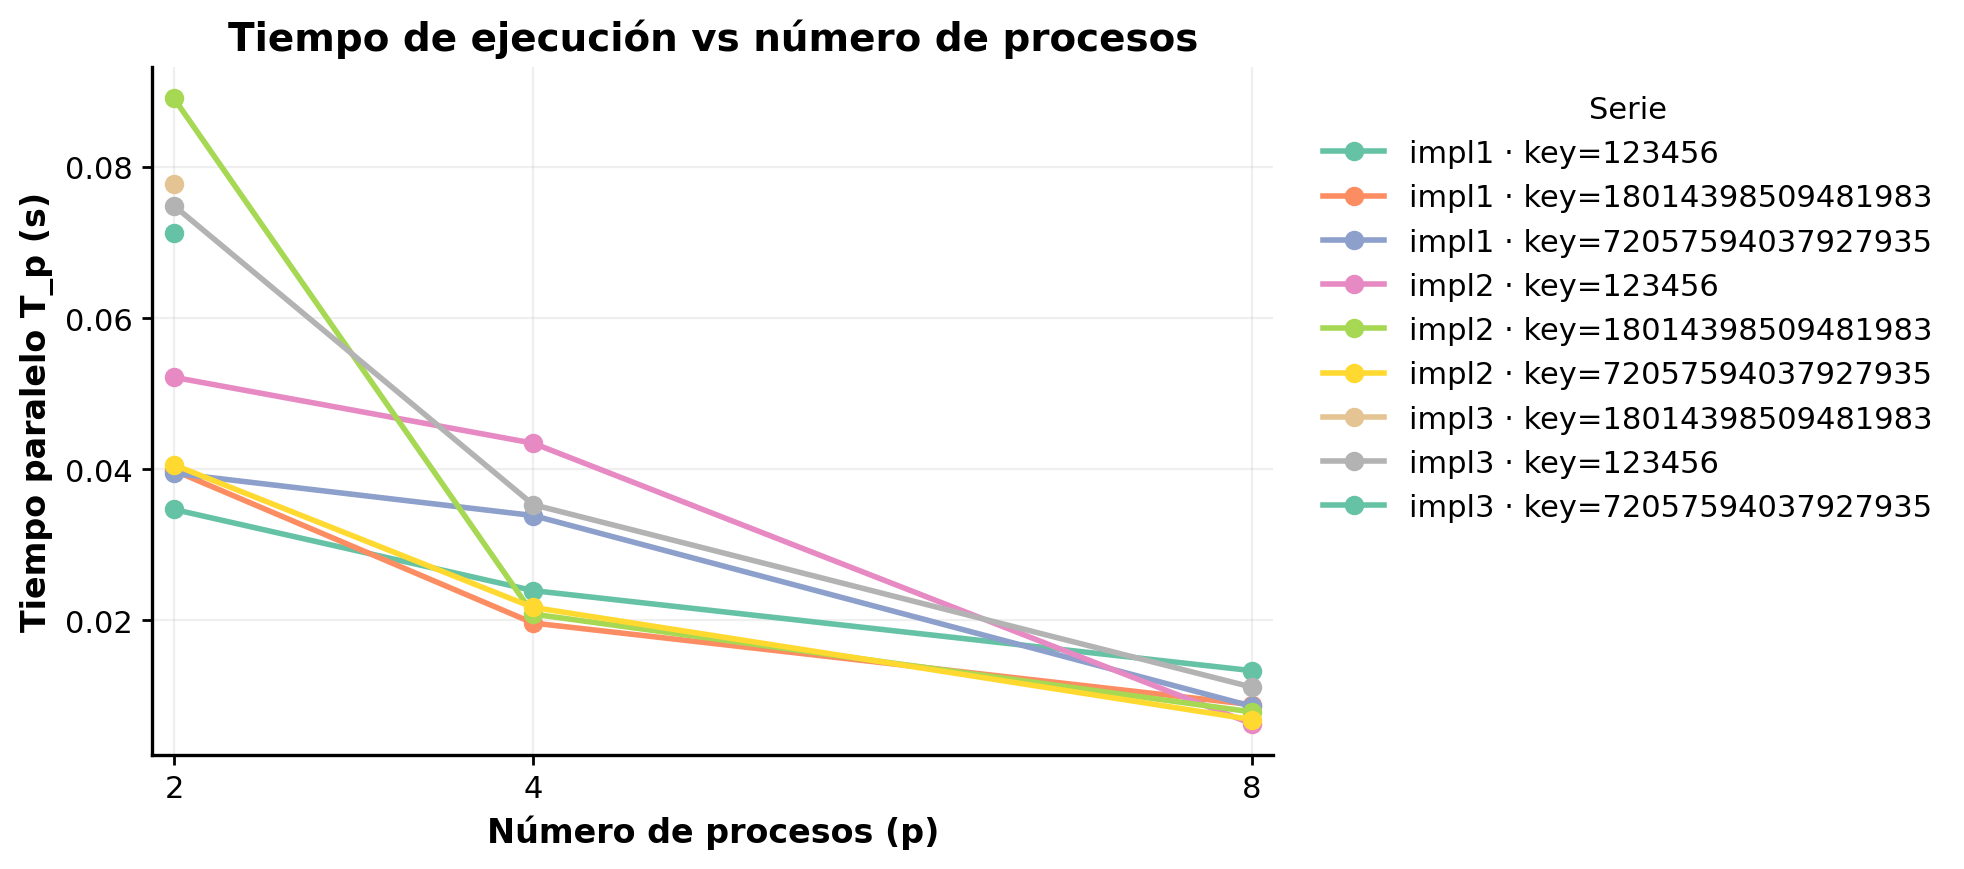 Tiempo de ejecución vs número de procesos
Tiempo paralelo T_p (s)
0.08
0.06
0.04
0.02
2
4
8
Número de procesos (p)
Serie
impl1 · key=123456
impl1 · key=18014398509481983
impl1 · key=72057594037927935
impl2 · key=123456
impl2 · key=18014398509481983
impl2 · key=72057594037927935
impl3 · key=18014398509481983
impl3 · key=123456
impl3 · key=72057594037927935